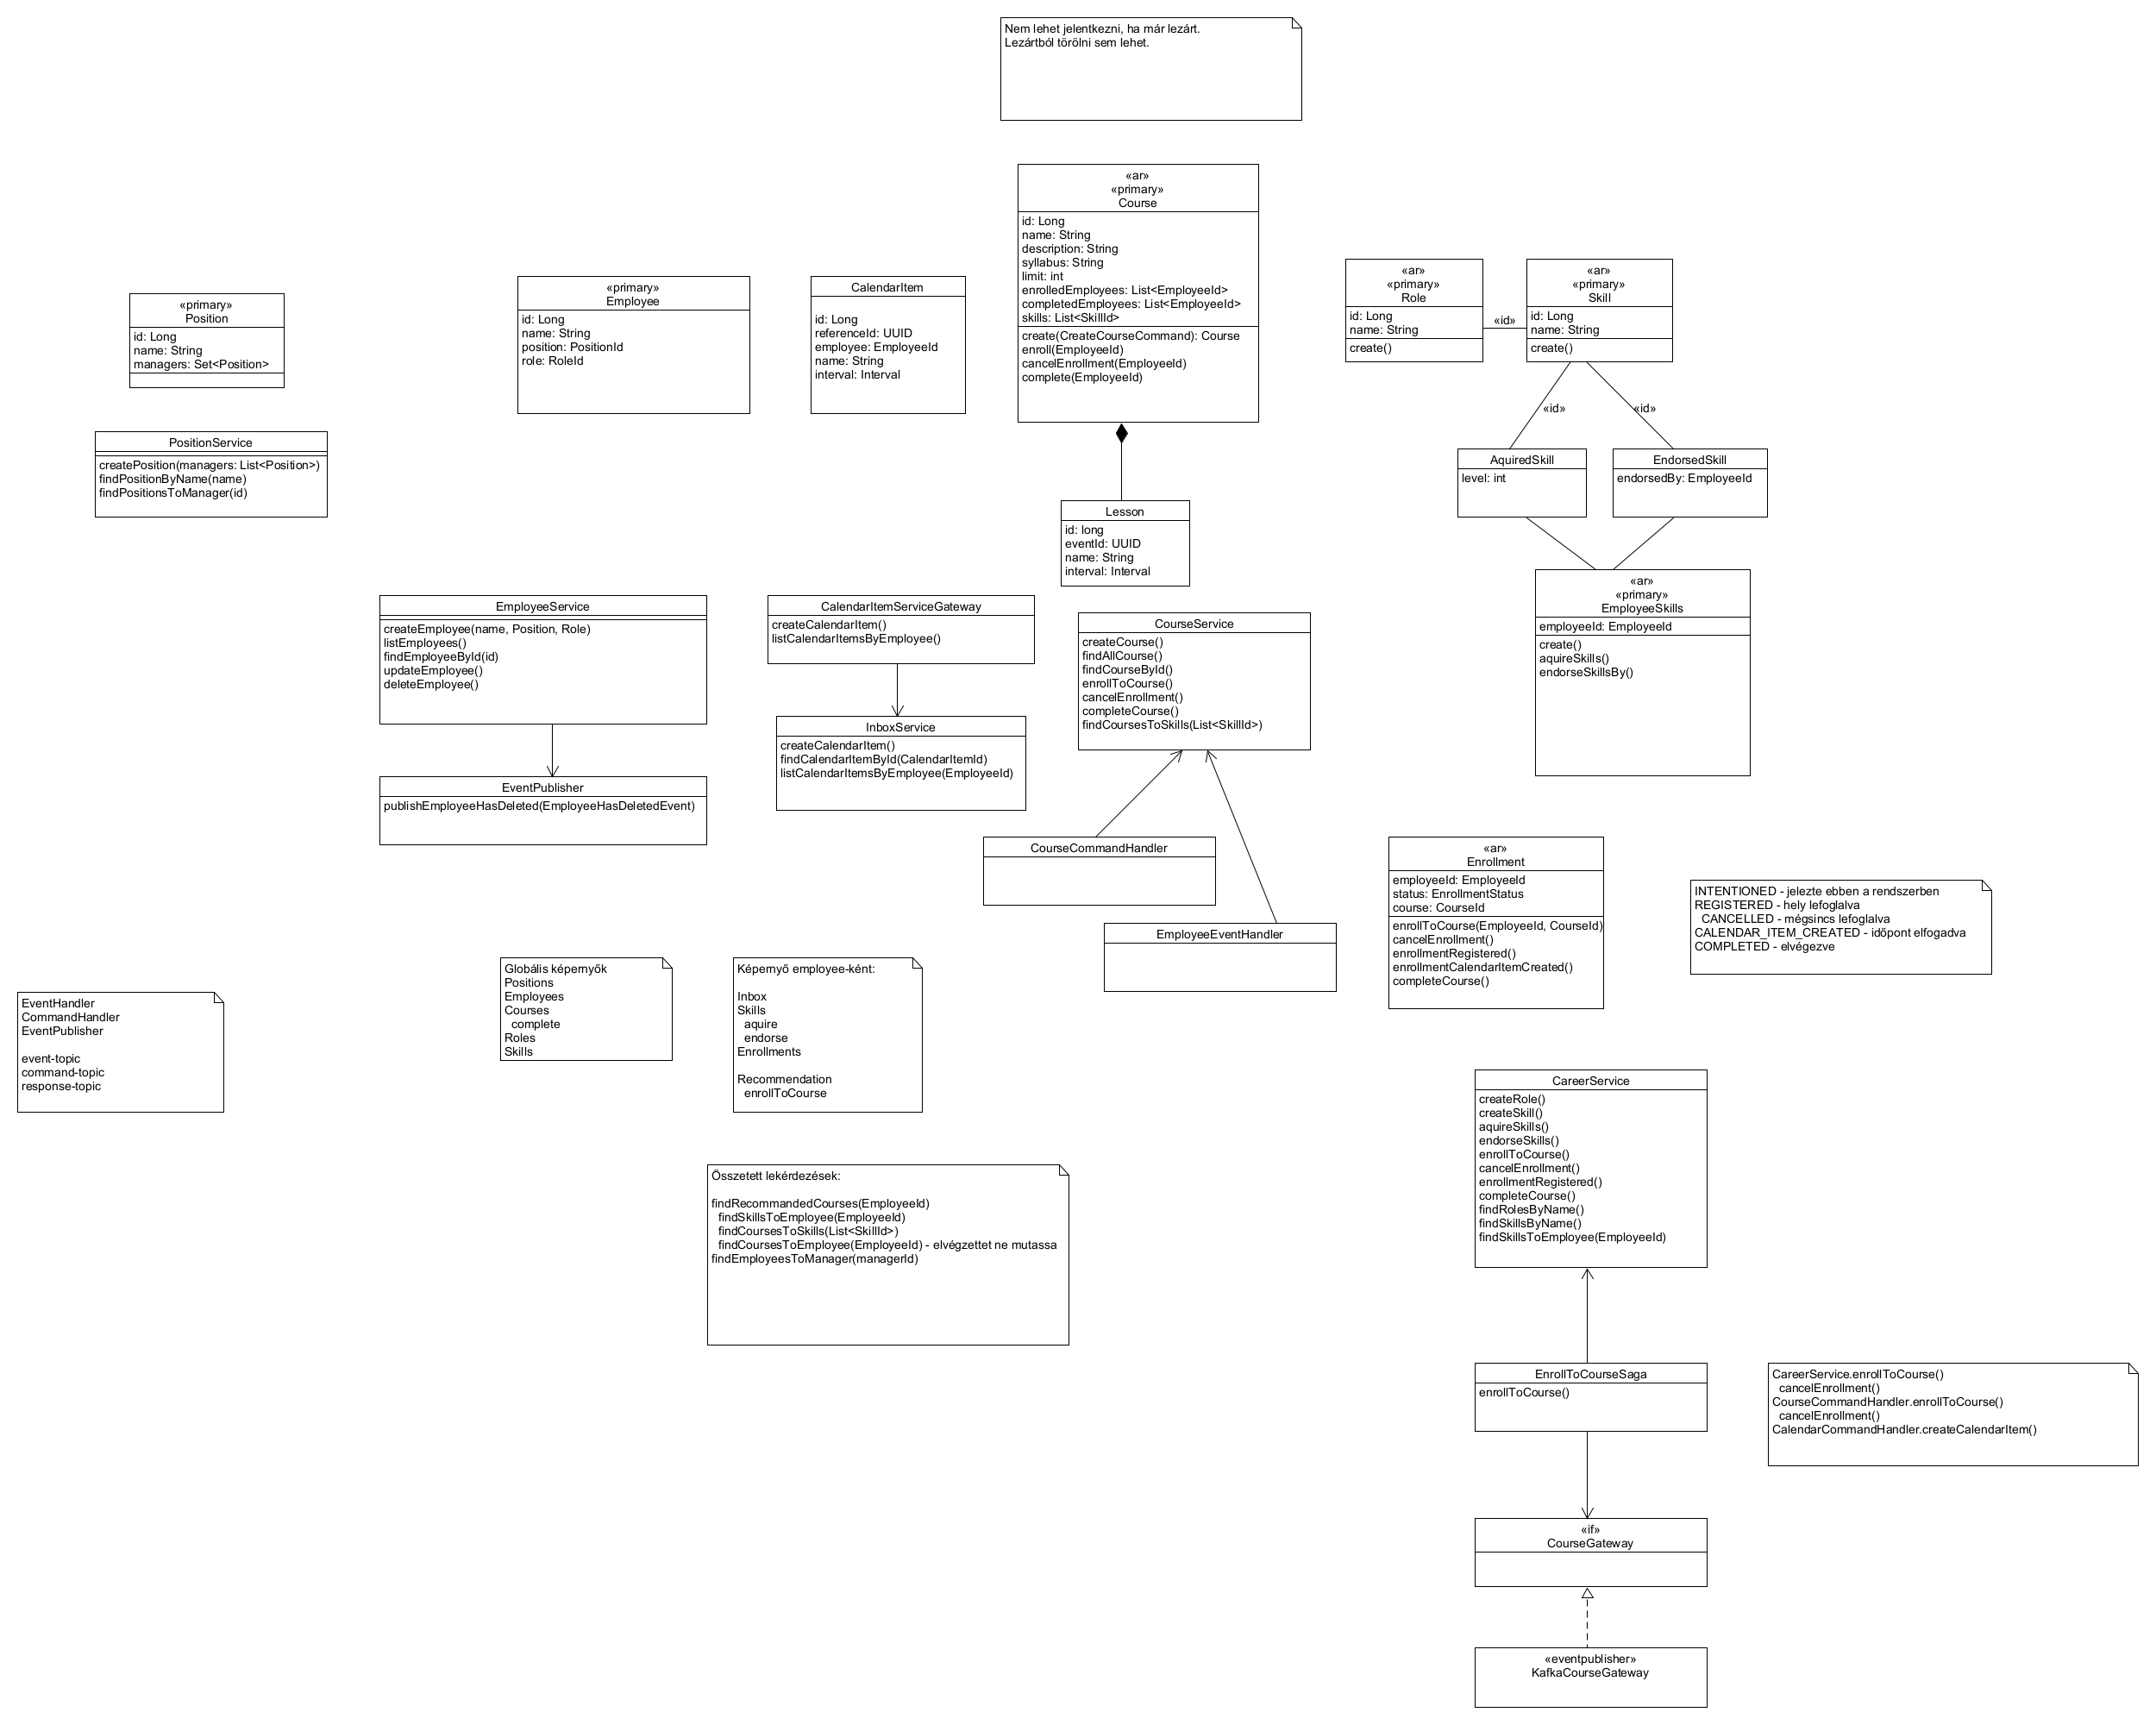 Nem lehet jelentkezni, ha már lezárt.
Lezártból törölni sem lehet.
«primary»
Position
id: Long
name: String
managers: Set<Position>
PositionService
createPosition(managers: List<Position>)
findPositionByName(name)
findPositionsToManager(id)
«primary»
Employee
id: Long
name: String
position: PositionId
role: RoleId
CalendarItem
id: Long
referenceId: UUID
employee: EmployeeId
name: String
interval: Interval
«ar»
«primary»
Course
id: Long
name: String
description: String
syllabus: String
limit: int
enrolledEmployees: List<EmployeeId>
completedEmployees: List<EmployeeId>
skills: List<SkillId>
create(CreateCourseCommand): Course
enroll(EmployeeId)
cancelEnrollment(EmployeeId)
complete(EmployeeId)
«ar»
«primary»
Role
id: Long
name: String
create()
«id»
«ar»
«primary»
Skill
id: Long
name: String
create()
«id»
«id»
AquiredSkill
level: int
EndorsedSkill
endorsedBy: EmployeeId
Lesson
id: long
eventId: UUID
name: String
interval: Interval
«ar»
«primary»
EmployeeSkills
employeeId: EmployeeId
create()
aquireSkills()
endorseSkillsBy()
EmployeeService
createEmployee(name, Position, Role)
listEmployees()
findEmployeeById(id)
updateEmployee()
deleteEmployee()
CalendarItemServiceGateway
createCalendarItem()
listCalendarItemsByEmployee()
CourseService
createCourse()
findAllCourse()
findCourseById()
enrollToCourse()
cancelEnrollment()
completeCourse()
findCoursesToSkills(List<SkillId>)
InboxService
createCalendarItem()
findCalendarItemById(CalendarItemId)
listCalendarItemsByEmployee(EmployeeId)
EventPublisher
publishEmployeeHasDeleted(EmployeeHasDeletedEvent)
CourseCommandHandler
EmployeeEventHandler
«ar»
Enrollment
employeeId: EmployeeId
status: EnrollmentStatus
course: CourseId
enrollToCourse(EmployeeId, CourseId)
cancelEnrollment()
enrollmentRegistered()
enrollmentCalendarItemCreated()
completeCourse()
INTENTIONED - jelezte ebben a rendszerben
REGISTERED - hely lefoglalva
CANCELLED - mégsincs lefoglalva
CALENDAR_ITEM_CREATED - időpont elfogadva
COMPLETED - elvégezve
EventHandler
CommandHandler
EventPublisher
event-topic
command-topic
response-topic
Globális képernyők
Positions
Employees
Courses
complete
Roles
Skills
Képernyő employee-ként:
Inbox
Skills
aquire
endorse
Enrollments
Recommendation
enrollToCourse
Összetett lekérdezések:
findRecommandedCourses(EmployeeId)
findSkillsToEmployee(EmployeeId)
findCoursesToSkills(List<SkillId>)
findCoursesToEmployee(EmployeeId) - elvégzettet ne mutassa
findEmployeesToManager(managerId)
CareerService
createRole()
createSkill()
aquireSkills()
endorseSkills()
enrollToCourse()
cancelEnrollment()
enrollmentRegistered()
completeCourse()
findRolesByName()
findSkillsByName()
findSkillsToEmployee(EmployeeId)
EnrollToCourseSaga
enrollToCourse()
CareerService.enrollToCourse()
cancelEnrollment()
CourseCommandHandler.enrollToCourse()
cancelEnrollment()
CalendarCommandHandler.createCalendarItem()
«if»
CourseGateway
«eventpublisher»
KafkaCourseGateway